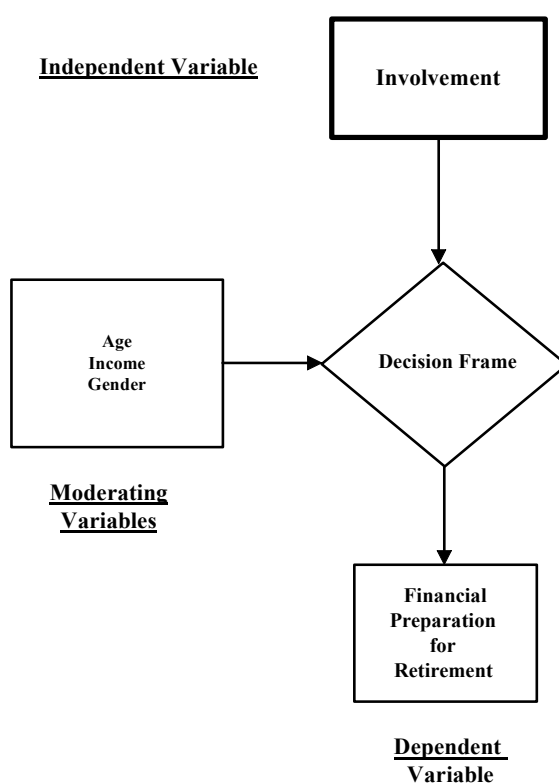 Independent Variable
Involvement
Age
Income
Gender
Decision Frame
Moderating
Variables
Financial
Preparation
for
Retirement
Dependent
Variable